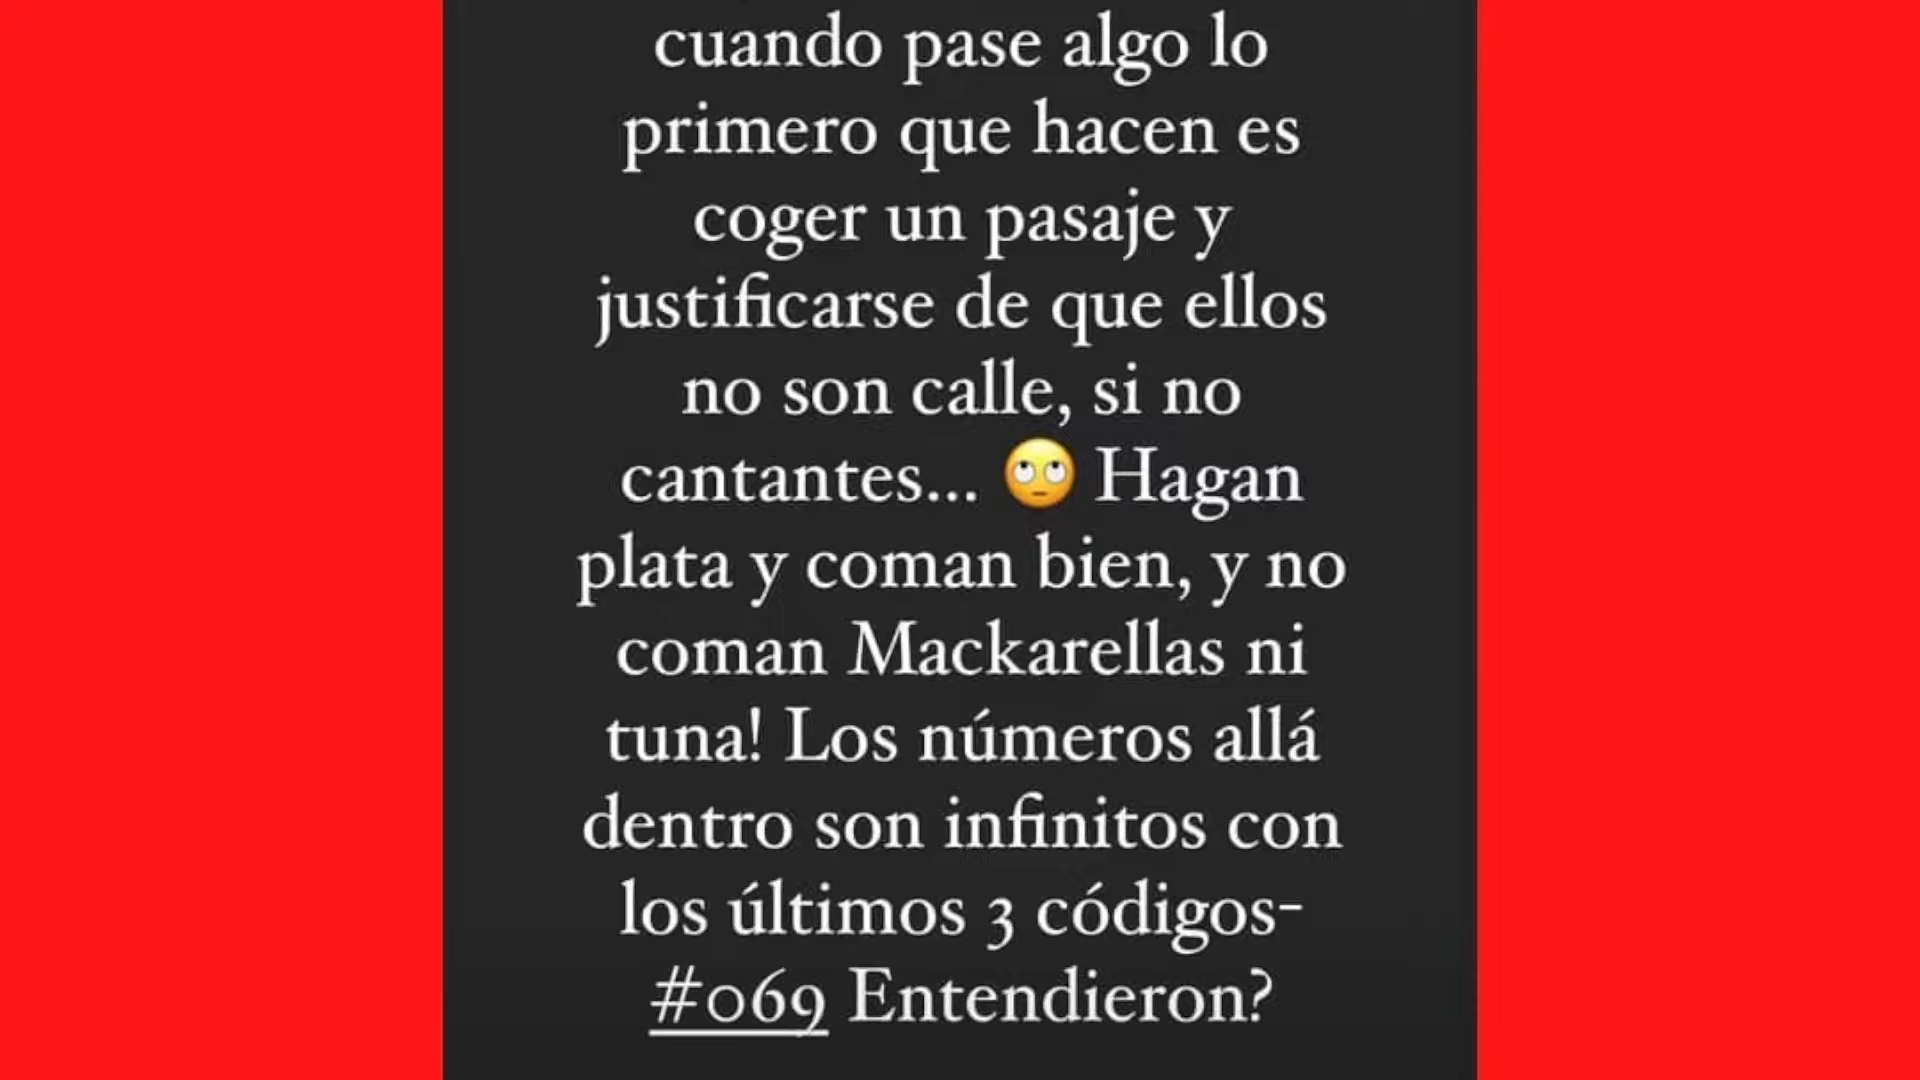 cuando pase algo lo
primero que hacen es
coger un pasaje y
justificarse de que ellos
no son calle, si no
cantantes... 🙄 Hagan
plata y coman bien, y no
coman Mackarellas ni
tuna! Los números allá
dentro son infinitos con
los últimos 3 códigos-
#069 Entendieron?